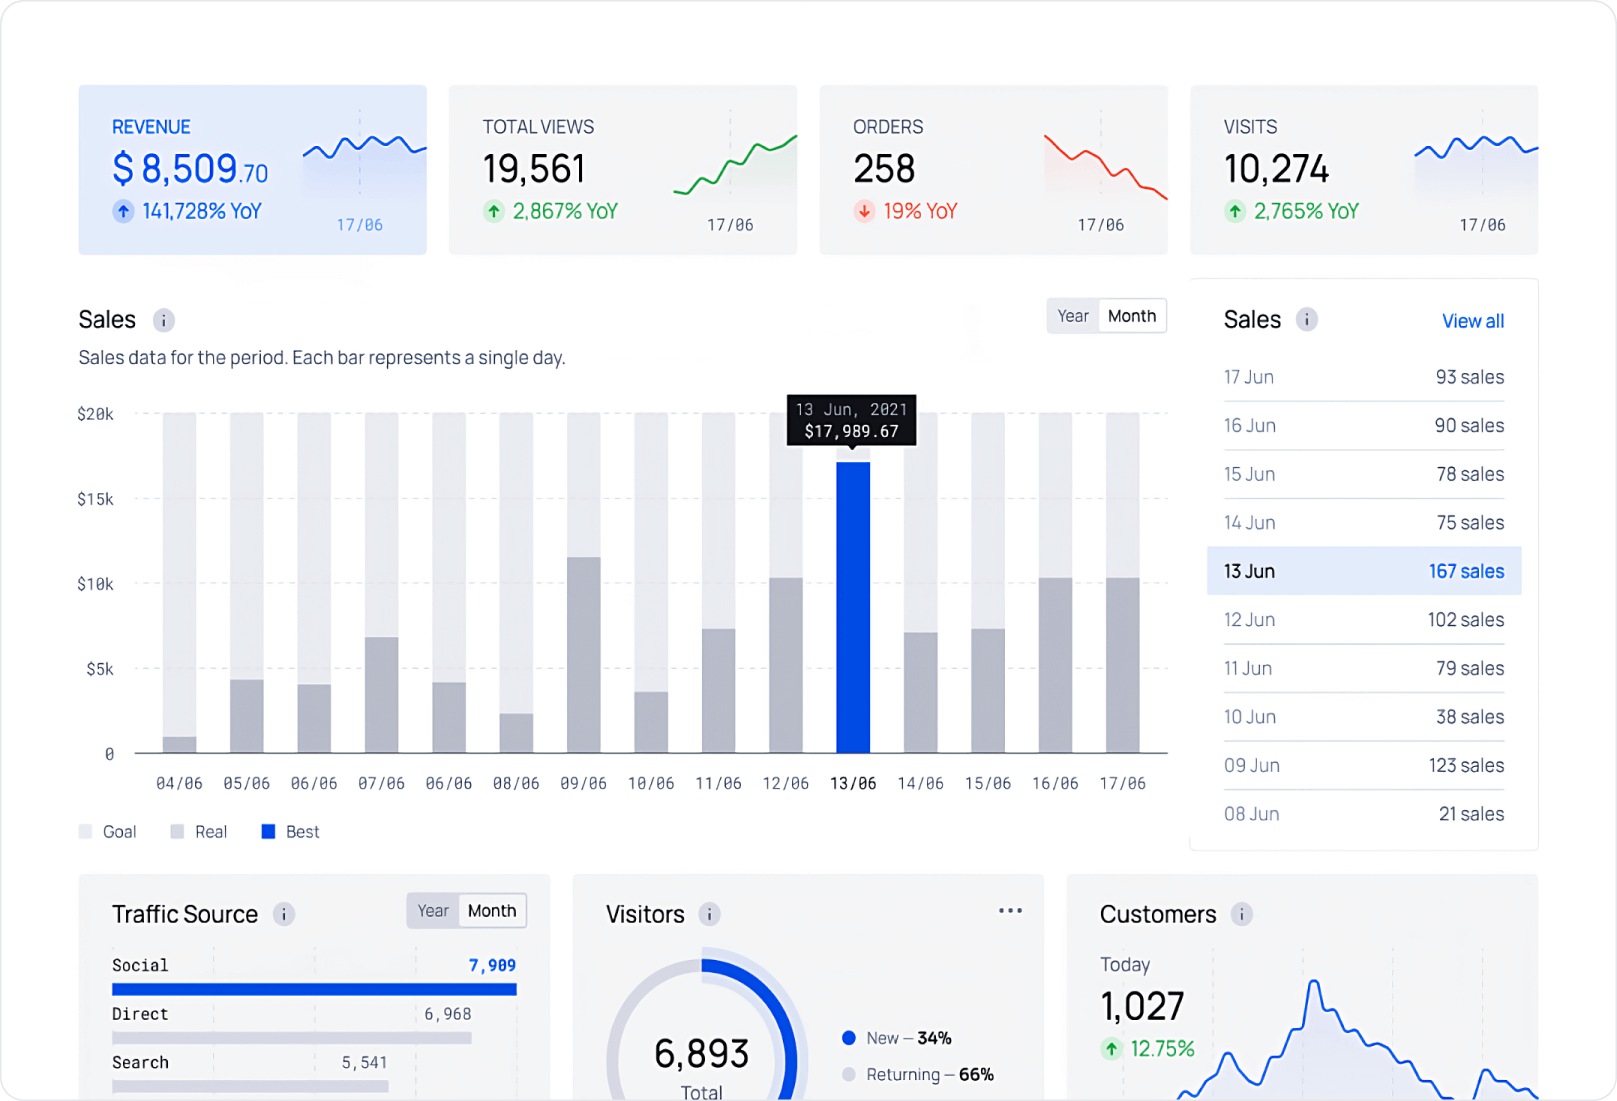 REVENUE
$ 8,509.70
141,728% YoY
17/06
TOTAL VIEWS
19,561
2,867% YoY
17/06
ORDERS
258
19% YoY
17/06
VISITS
10,274
2,765% YoY
17/06
Sales i
Year Month
Sales data for the period. Each bar represents a single day.
$20k
$15k
$10k
$5k
0
13 Jun, 2021
$17,989.67
04/06 05/06 06/06 07/06 06/06 08/06 09/06 10/06 11/06 12/06 13/06 14/06 15/06 16/06 17/06
Goal Real Best
Sales i View all
17 Jun 93 sales
16 Jun 90 sales
15 Jun 78 sales
14 Jun 75 sales
13 Jun 167 sales
12 Jun 102 sales
11 Jun 79 sales
10 Jun 38 sales
09 Jun 123 sales
08 Jun 21 sales
Traffic Source i Year Month
Social 7,909
Direct 6,968
Search 5,541
Visitors i
6,893
Total
New – 34%
Returning – 66%
Customers i
Today
1,027
12.75%